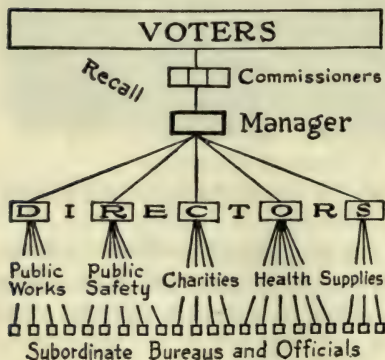 VOTERS
Recall
Commissioners
Manager
DIRECTORS
Public Works
Public Safety
Charities
Health
Supplies
Subordinate Bureaus and Officials